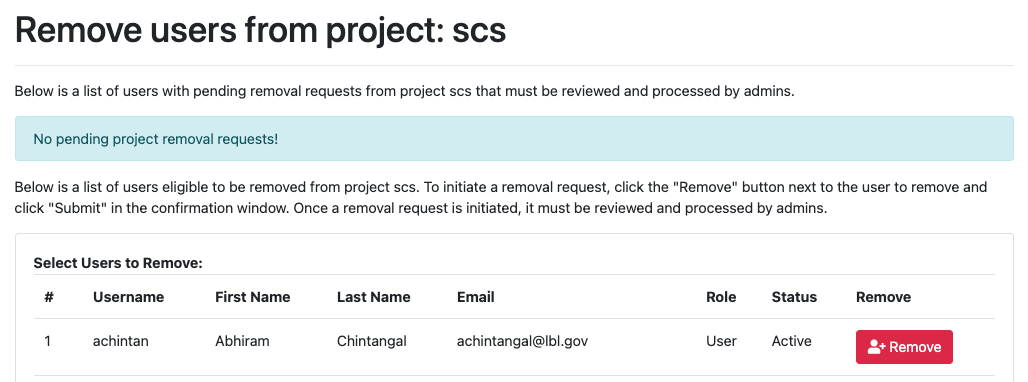 Remove users from project: scs
Below is a list of users with pending removal requests from project scs that must be reviewed and processed by admins.
No pending project removal requests!
Below is a list of users eligible to be removed from project scs. To initiate a removal request, click the "Remove" button next to the user to remove and
click "Submit" in the confirmation window. Once a removal request is initiated, it must be reviewed and processed by admins.
Select Users to Remove:
# Username First Name Last Name Email Role Status Remove
1 achintan Abhiram Chintangal achintangal@lbl.gov User Active Remove